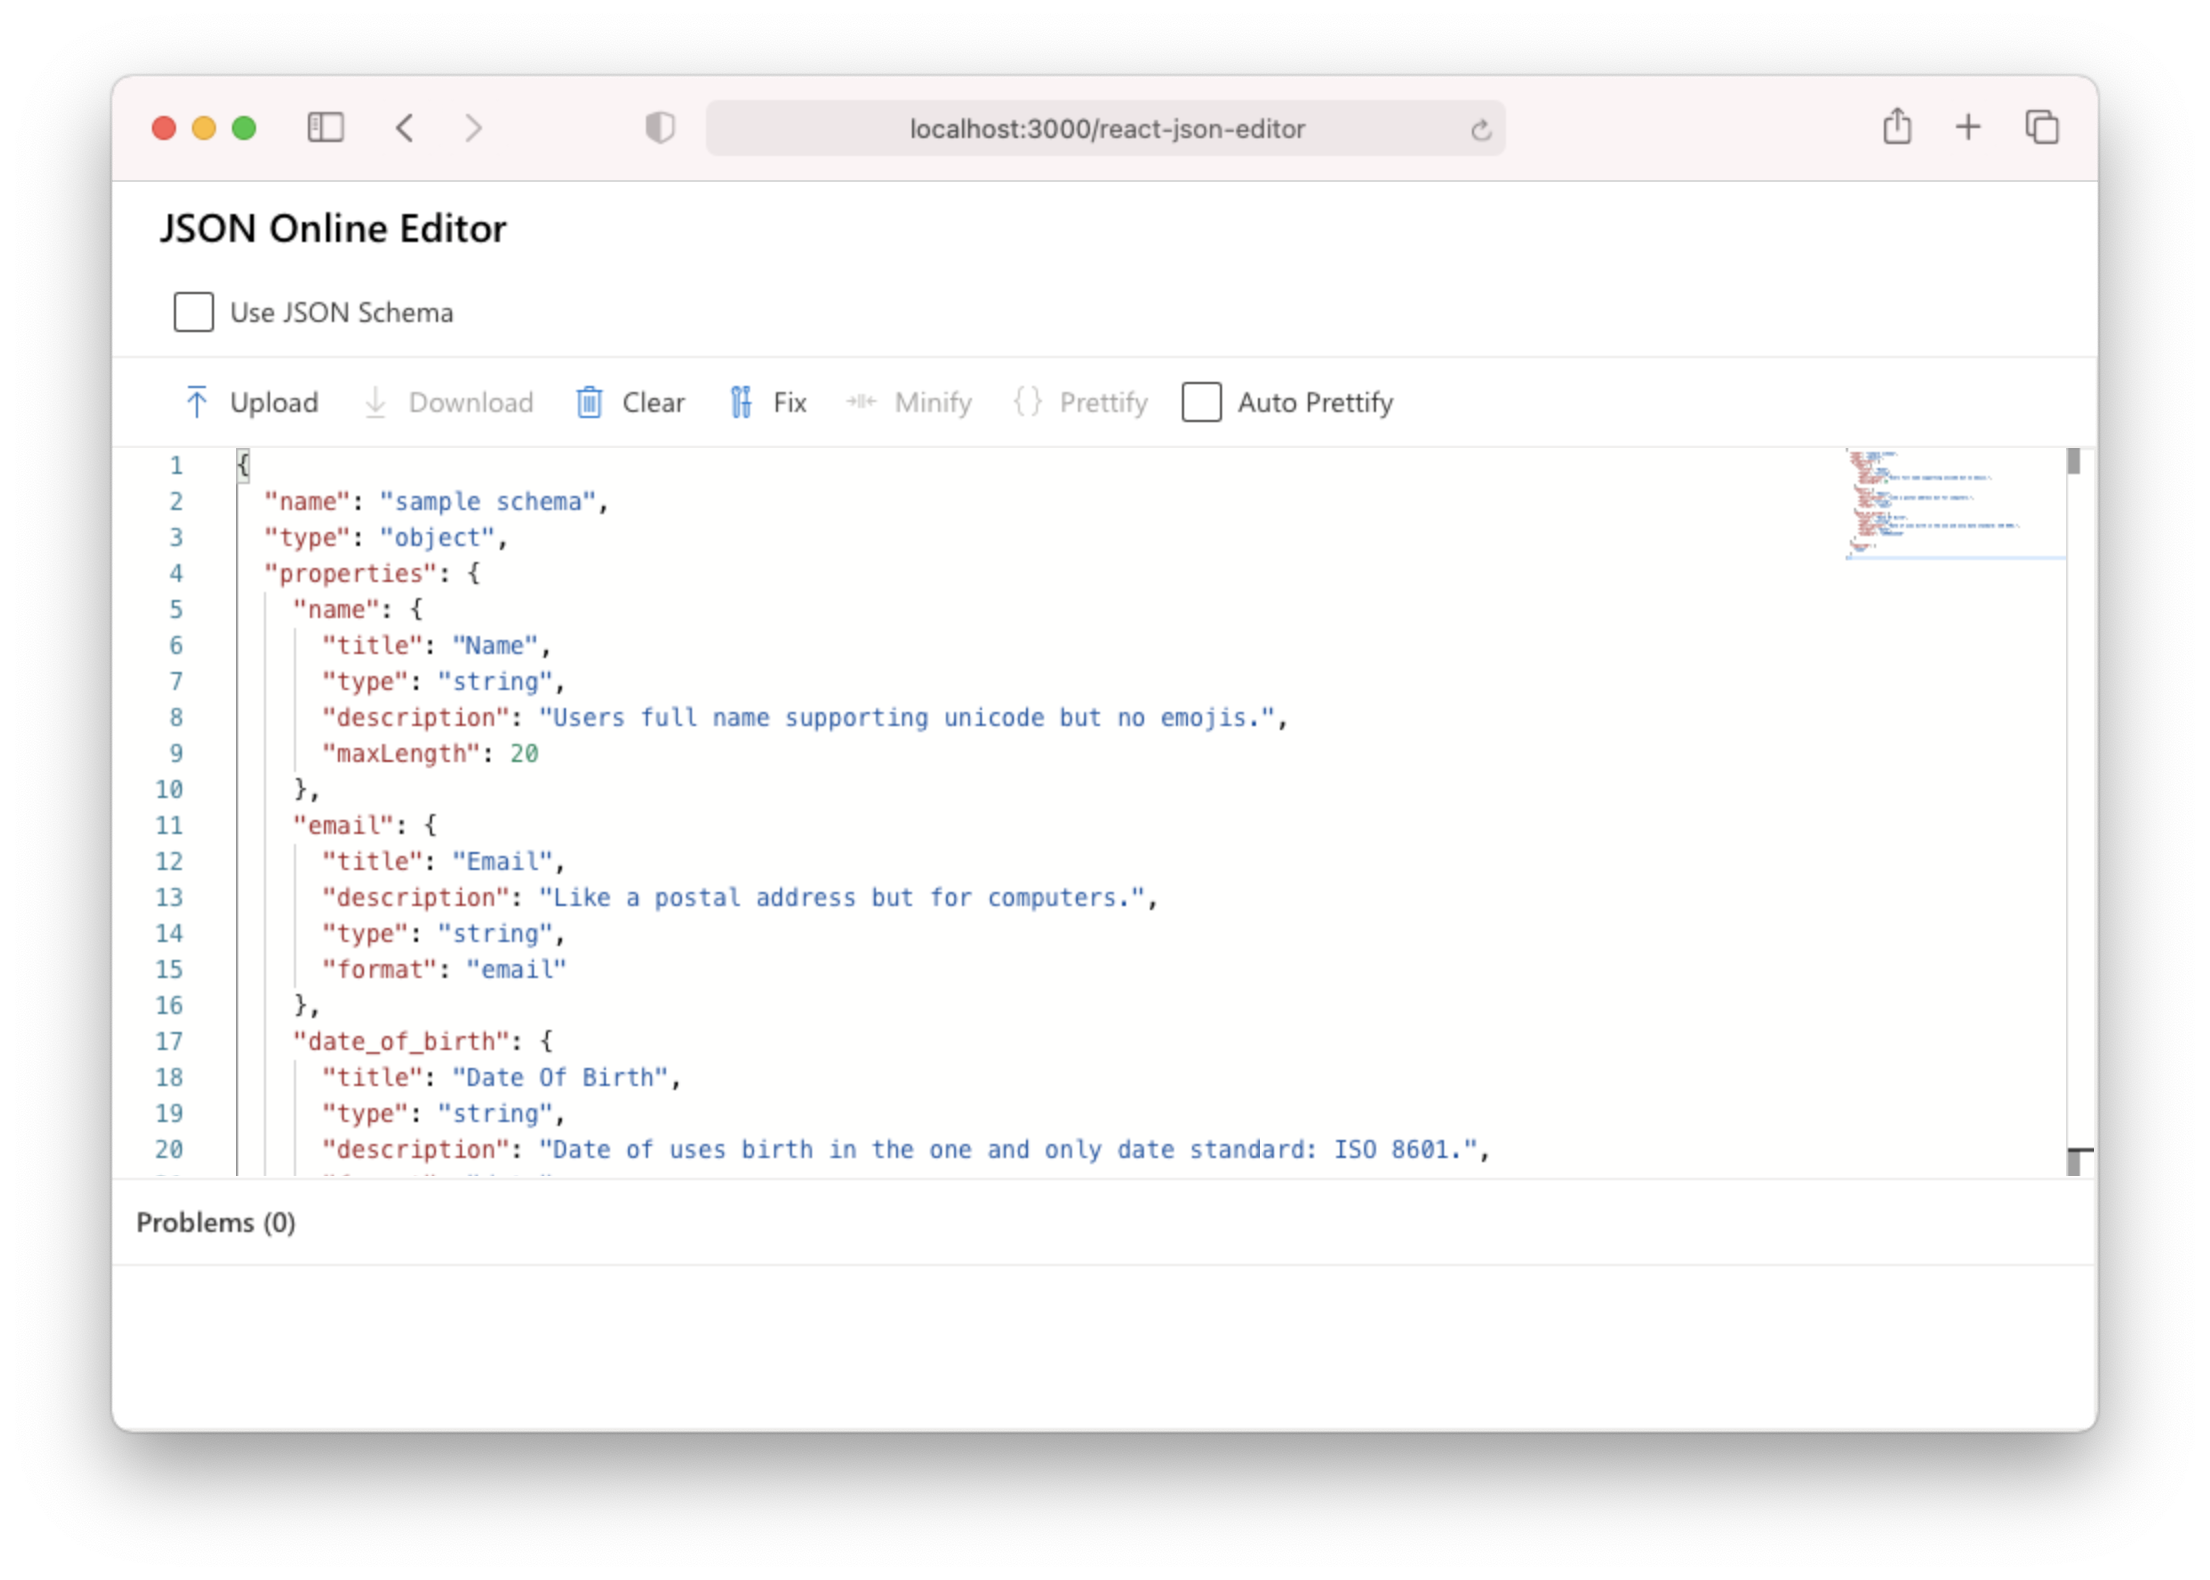 localhost:3000/react-json-editor
JSON Online Editor
Use JSON Schema
Upload Download Clear Fix Minify {} Prettify Auto Prettify
1 {
2 "name": "sample schema",
3 "type": "object",
4 "properties": {
5 "name": {
6 "title": "Name",
7 "type": "string",
8 "description": "Users full name supporting unicode but no emojis.",
9 "maxLength": 20
10 },
11 "email": {
12 "title": "Email",
13 "description": "Like a postal address but for computers.",
14 "type": "string",
15 "format": "email"
16 },
17 "date_of_birth": {
18 "title": "Date Of Birth",
19 "type": "string",
20 "description": "Date of uses birth in the one and only date standard: ISO 8601.",
Problems (0)